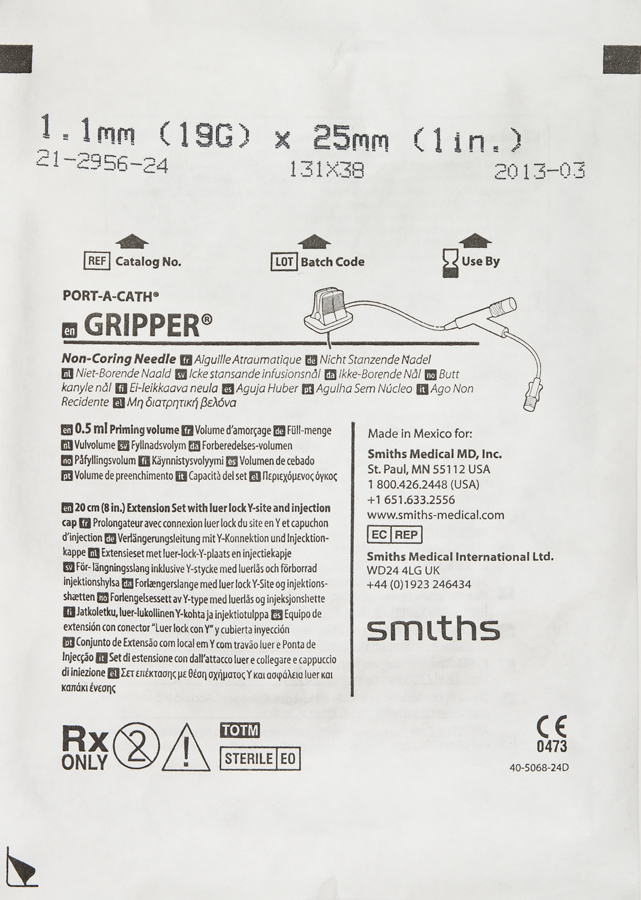 1.1mm (19G) x 25mm (1in.)
21-2956-24 131X38 2013-03
REF Catalog No. LOT Batch Code Use By
PORT-A-CATH®
en GRIPPER®
Non-Coring Needle fr Aiguille Atraumatique de Nicht Stanzende Nadel
nl Niet-Borende Naald sv Icke stansande infusionsnål da Ikke-Borende Nål no Butt
kanyle nål fi Ei-leikkaava neula es Aguja Huber pt Agulha Sem Núcleo it Ago Non
Recidente el Μη διατρητική βελόνα
en 0.5 ml Priming volume fr Volume d'amorçage de Füll-menge
nl Vulvolume sv Fyllnadsvolym da Forberedelses-volumen
no Påfyllingsvolum fi Käynnistysvolyymi es Volumen de cebado
pt Volume de preenchimento it Capacità del set el Περιεχόμενος όγκος
en 20 cm (8 in.) Extension Set with luer lock Y-site and injection
cap fr Prolongateur avec connexion luer lock du site en Y et capuchon
d'injection de Verlängerungsleitung mit Y-Konnektion und Injektion-
kappe nl Extensieset met luer-lock-Y-plaats en injectiekapje
sv För-längningsslang inklusive Y-stycke med luerlås och förborrad
injektionshylsa da Forlængerslange med luer lock Y-Site og injektions-
shætten no Forlengelsessett av Y-type med luerlås og injeksjonshette
fi Jatkoletku, luer-lukollinen Y-kohta ja injektiotulppa es Equipo de
extensión con conector "Luer lock con Y" y cubierta inyección
pt Conjunto de Extensão com local em Y com travão luer e Ponta de
Injecção it Set di estensione con dall'attacco luer e collegare e cappuccio
di iniezione el Σετ επέκτασης με θέση σχήματος Υ και ασφάλεια luer και
καπάκι ένεσης
Made in Mexico for:
Smiths Medical MD, Inc.
St. Paul, MN 55112 USA
1 800.426.2448 (USA)
+1 651.633.2556
www.smiths-medical.com
EC REP
Smiths Medical International Ltd.
WD24 4LG UK
+44 (0)1923 246434
smiths
Rx
ONLY
2
TOTM
STERILE EO
CE
0473
40-5068-24D